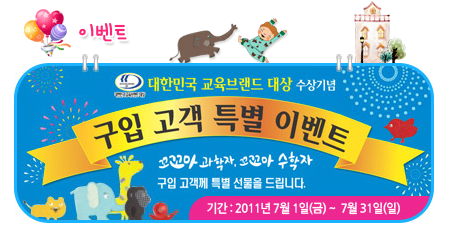 이벤트
대한민국 교육브랜드 대상 수상기념
구입 고객 특별 이벤트
꼬꼬마 과학자, 꼬꼬마 수학자
구입 고객께 특별 선물을 드립니다.
기간 : 2011년 7월 1일(금) ~ 7월 31일(일)